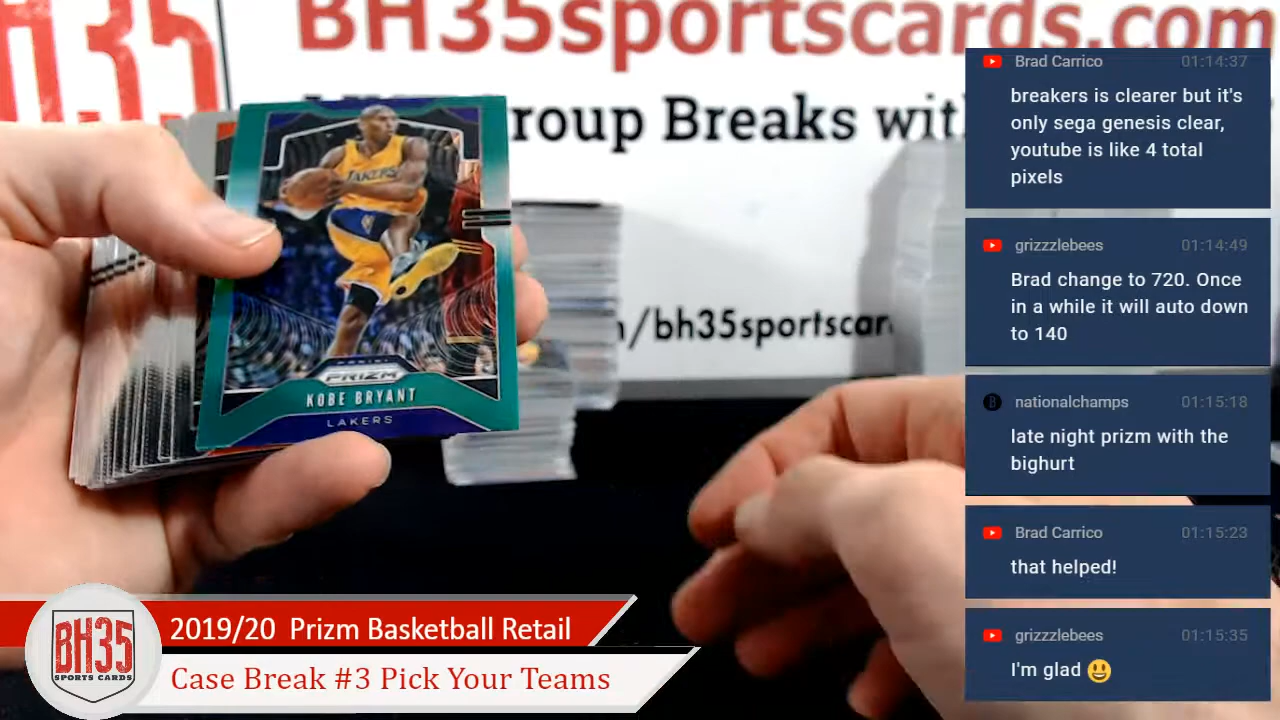 BH35
BH35sportscards.com
roup Breaks wit
/bh35sportscar
LAKERS
PANINI
PRIZM
KOBE BRYANT
LAKERS
Brad Carrico 01:14:37
breakers is clearer but it's
only sega genesis clear,
youtube is like 4 total
pixels
grizzzlebees 01:14:49
Brad change to 720. Once
in a while it will auto down
to 140
nationalchamps 01:15:18
late night prizm with the
bighurt
Brad Carrico 01:15:23
that helped!
grizzzlebees 01:15:35
I'm glad 😃
BH35
SPORTS CARDS
2019/20 Prizm Basketball Retail
Case Break #3 Pick Your Teams